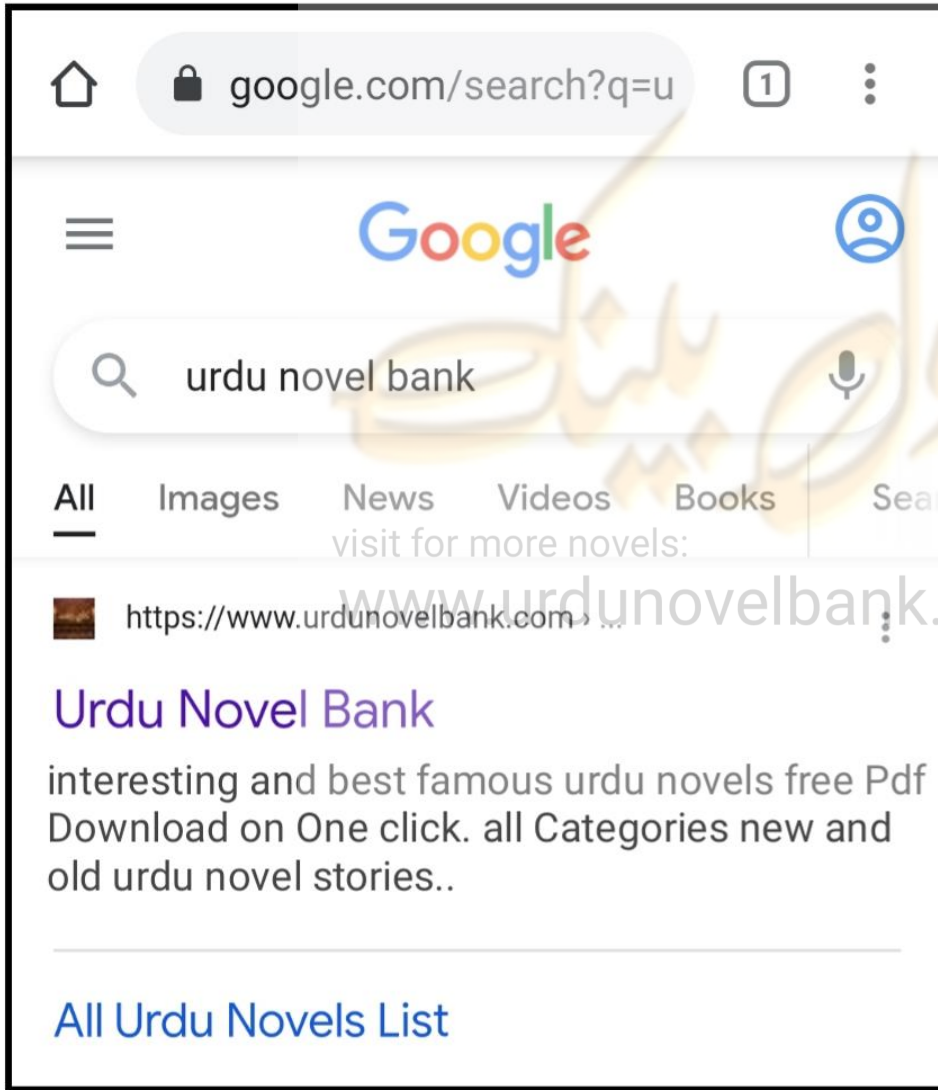 google.com/search?q=u
1
Google
urdu novel bank
All Images News Videos Books Sea
visit for more novels:
www.urdunovelbank.
https://www.urdunovelbank.com › ...
Urdu Novel Bank
interesting and best famous urdu novels free Pdf
Download on One click. all Categories new and
old urdu novel stories..
All Urdu Novels List